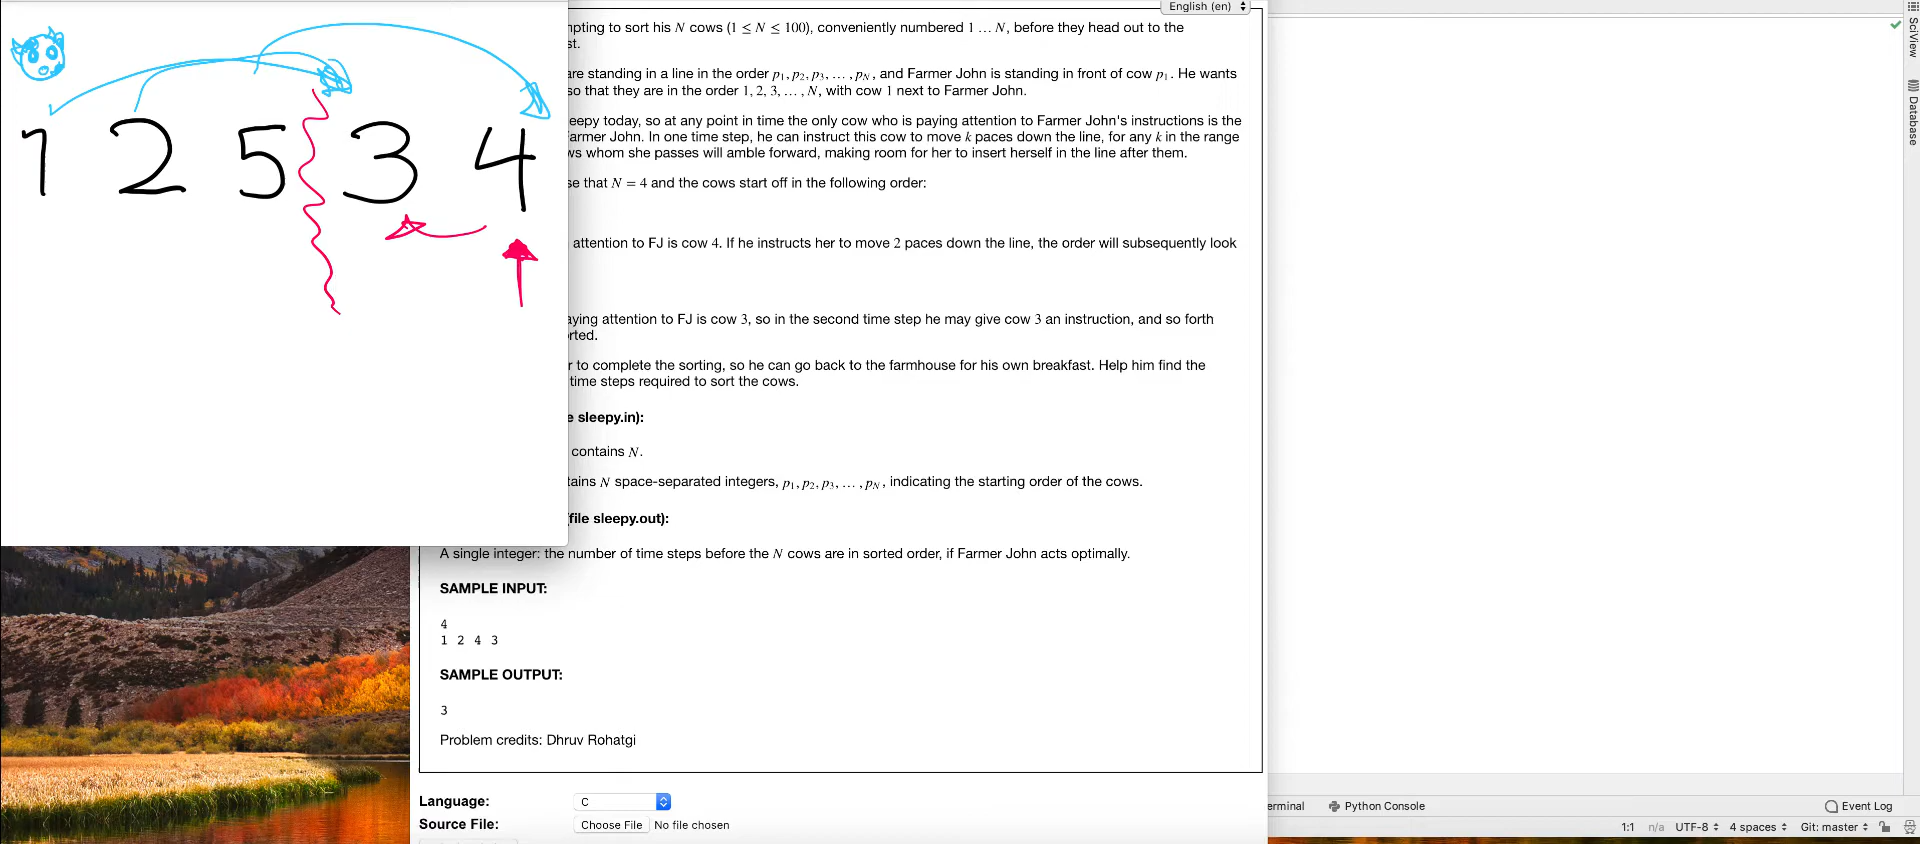 English (en)
1 2 5 3 4
pting to sort his N cows (1 ≤ N ≤ 100), conveniently numbered 1 … N, before they head out to the
st.
are standing in a line in the order p₁, p₂, p₃, … , p_N, and Farmer John is standing in front of cow p₁. He wants
so that they are in the order 1, 2, 3, … , N, with cow 1 next to Farmer John.
eepy today, so at any point in time the only cow who is paying attention to Farmer John's instructions is the
armer John. In one time step, he can instruct this cow to move k paces down the line, for any k in the range
ws whom she passes will amble forward, making room for her to insert herself in the line after them.
se that N = 4 and the cows start off in the following order:
attention to FJ is cow 4. If he instructs her to move 2 paces down the line, the order will subsequently look
aying attention to FJ is cow 3, so in the second time step he may give cow 3 an instruction, and so forth
rted.
r to complete the sorting, so he can go back to the farmhouse for his own breakfast. Help him find the
time steps required to sort the cows.
e sleepy.in):
contains N.
tains N space-separated integers, p₁, p₂, p₃, … , p_N, indicating the starting order of the cows.
(file sleepy.out):
A single integer: the number of time steps before the N cows are in sorted order, if Farmer John acts optimally.
SAMPLE INPUT:
4
1 2 4 3
SAMPLE OUTPUT:
3
Problem credits: Dhruv Rohatgi
Language: C
Source File: Choose File No file chosen
SciView
Database
erminal Python Console Event Log
1:1 n/a UTF-8 4 spaces Git: master